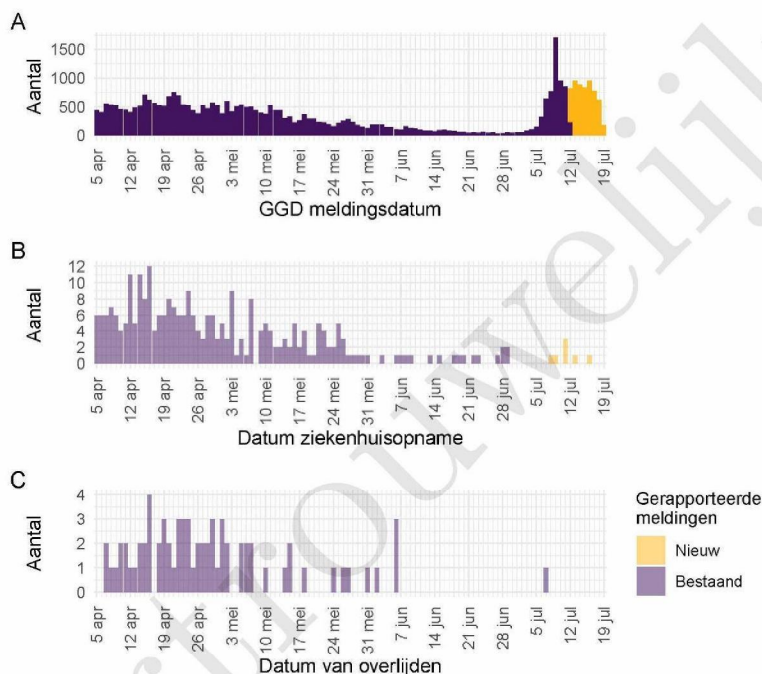 A
Aantal
1500
1000
500
0
5 apr
12 apr
19 apr
26 apr
3 mei
10 mei
17 mei
24 mei
31 mei
7 jun
14 jun
21 jun
28 jun
5 jul
12 jul
19 jul
GGD meldingsdatum
B
Aantal
12
10
8
6
4
2
0
5 apr
12 apr
19 apr
26 apr
3 mei
10 mei
17 mei
24 mei
31 mei
7 jun
14 jun
21 jun
28 jun
5 jul
12 jul
19 jul
Datum ziekenhuisopname
C
Aantal
4
3
2
1
0
5 apr
12 apr
19 apr
26 apr
3 mei
10 mei
17 mei
24 mei
31 mei
7 jun
14 jun
21 jun
28 jun
5 jul
12 jul
19 jul
Datum van overlijden
Gerapporteerde
meldingen
Nieuw
Bestaand